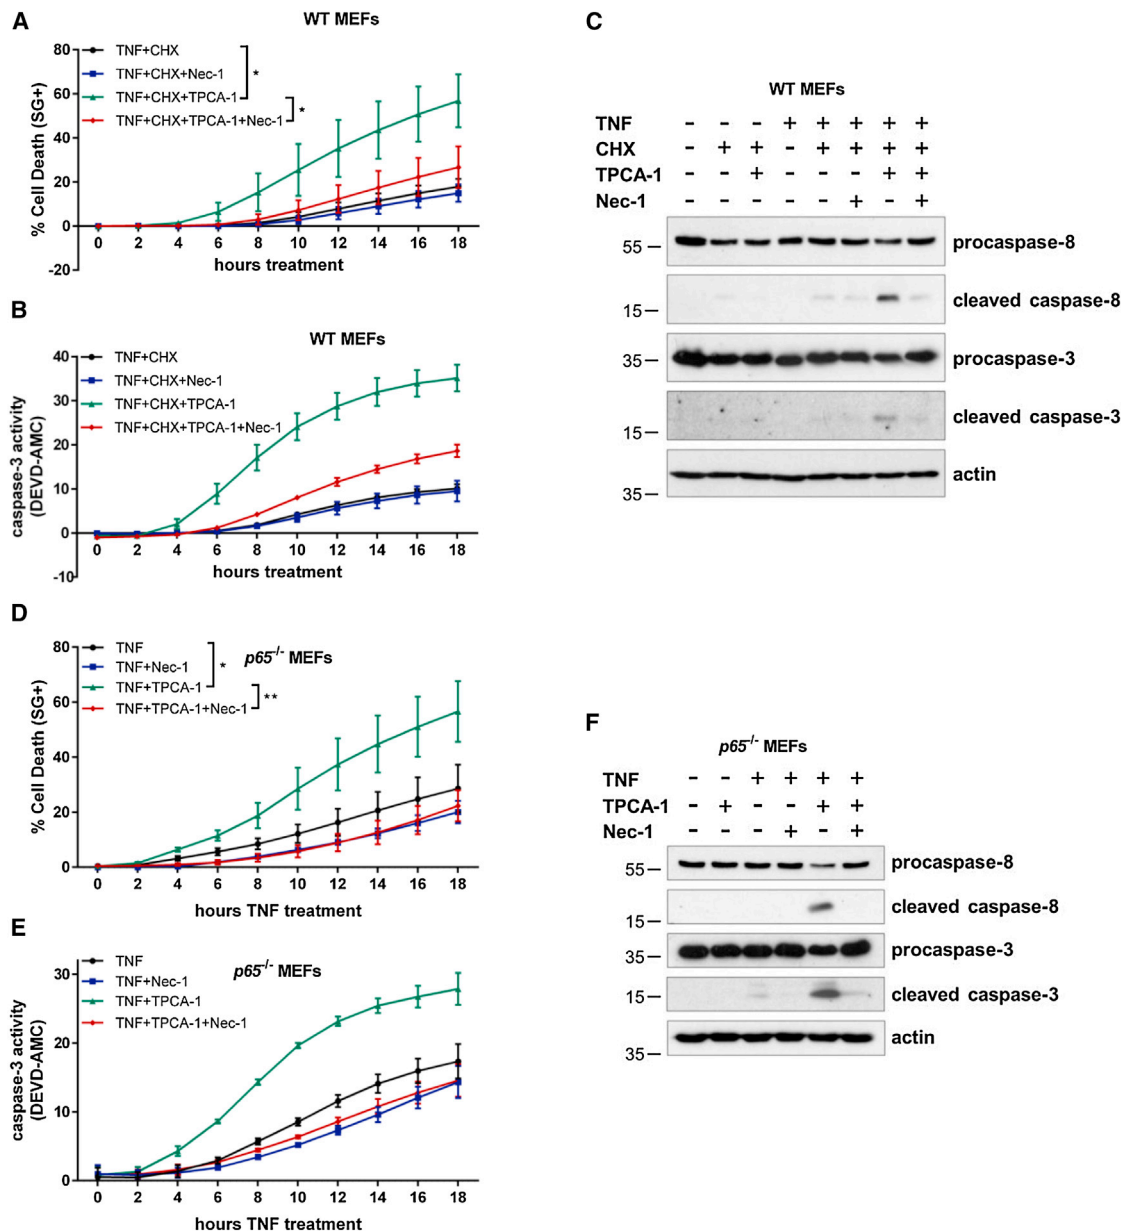 A
WT MEFs
% Cell Death (SG+)
80
60
40
20
0
-20
TNF+CHX
TNF+CHX+Nec-1
TNF+CHX+TPCA-1
TNF+CHX+TPCA-1+Nec-1
*
*
0 2 4 6 8 10 12 14 16 18
hours treatment
B
WT MEFs
caspase-3 activity
(DEVD-AMC)
40
30
20
10
0
-10
TNF+CHX
TNF+CHX+Nec-1
TNF+CHX+TPCA-1
TNF+CHX+TPCA-1+Nec-1
0 2 4 6 8 10 12 14 16 18
hours treatment
C
WT MEFs
TNF - - - + + + + +
CHX - + + - + + + +
TPCA-1 - - + - - - + +
Nec-1 - - - - - + - +
55 procaspase-8
15 cleaved caspase-8
35 procaspase-3
15 cleaved caspase-3
35 actin
D
p65-/- MEFs
% Cell Death (SG+)
80
60
40
20
0
TNF
TNF+Nec-1
TNF+TPCA-1
TNF+TPCA-1+Nec-1
*
**
0 2 4 6 8 10 12 14 16 18
hours TNF treatment
E
p65-/- MEFs
caspase-3 activity
(DEVD-AMC)
30
20
10
0
TNF
TNF+Nec-1
TNF+TPCA-1
TNF+TPCA-1+Nec-1
0 2 4 6 8 10 12 14 16 18
hours TNF treatment
F
p65-/- MEFs
TNF - - + + + +
TPCA-1 - + - - + +
Nec-1 - - - + - +
55 procaspase-8
15 cleaved caspase-8
35 procaspase-3
15 cleaved caspase-3
35 actin